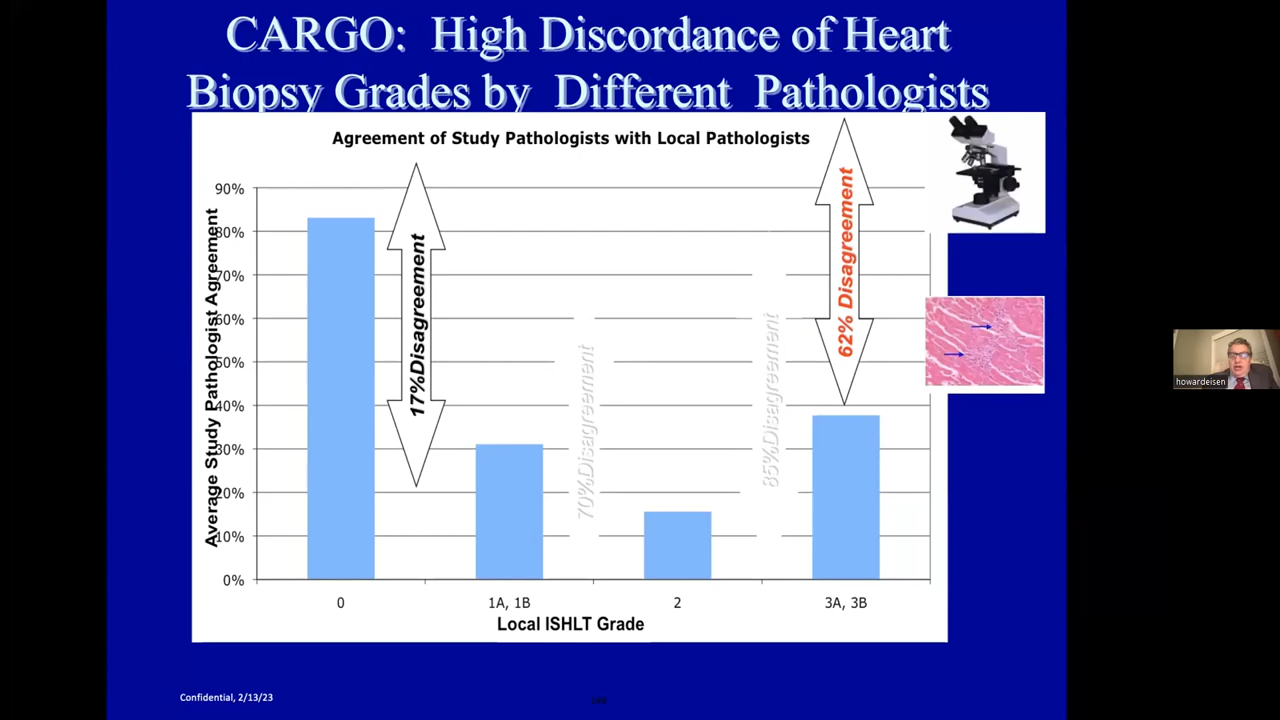 CARGO: High Discordance of Heart
Biopsy Grades by Different Pathologists
Agreement of Study Pathologists with Local Pathologists
Average Study Pathologist Agreement
90%
80%
70%
60%
50%
40%
30%
20%
10%
0%
17%Disagreement
70%Disagreement
85%Disagreement
62% Disagreement
0
1A, 1B
2
3A, 3B
Local ISHLT Grade
howardeisen
Confidential, 2/13/23